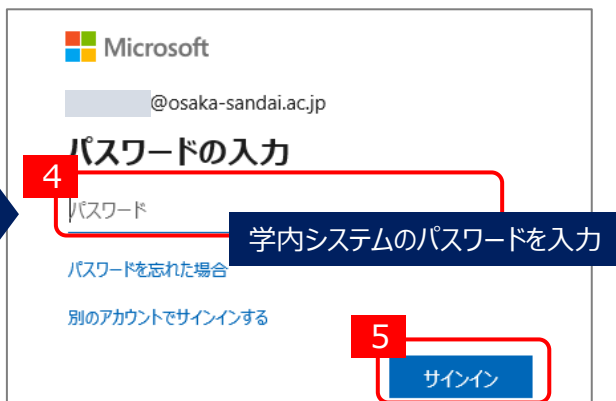 Microsoft
@osaka-sandai.ac.jp
パスワードの入力
4
パスワード
学内システムのパスワードを入力
パスワードを忘れた場合
別のアカウントでサインインする
5
サインイン